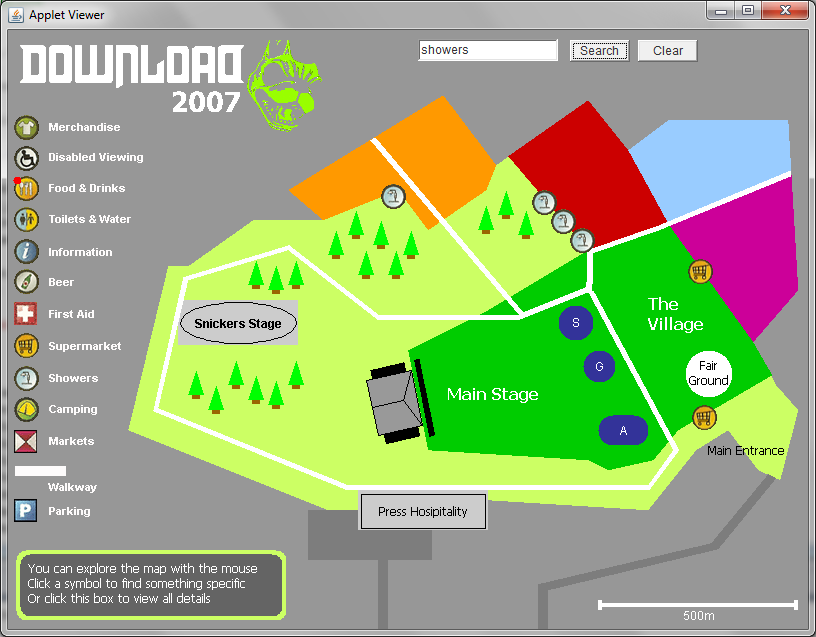 Applet Viewer
showers
Search
Clear
DOWNLOAD
2007
Merchandise
Disabled Viewing
Food & Drinks
Toilets & Water
Information
Beer
First Aid
Supermarket
Showers
Camping
Markets
Walkway
P
Parking
Snickers Stage
Main Stage
The
Village
S
G
A
Fair
Ground
Main Entrance
Press Hosipitality
You can explore the map with the mouse
Click a symbol to find something specific
Or click this box to view all details
500m